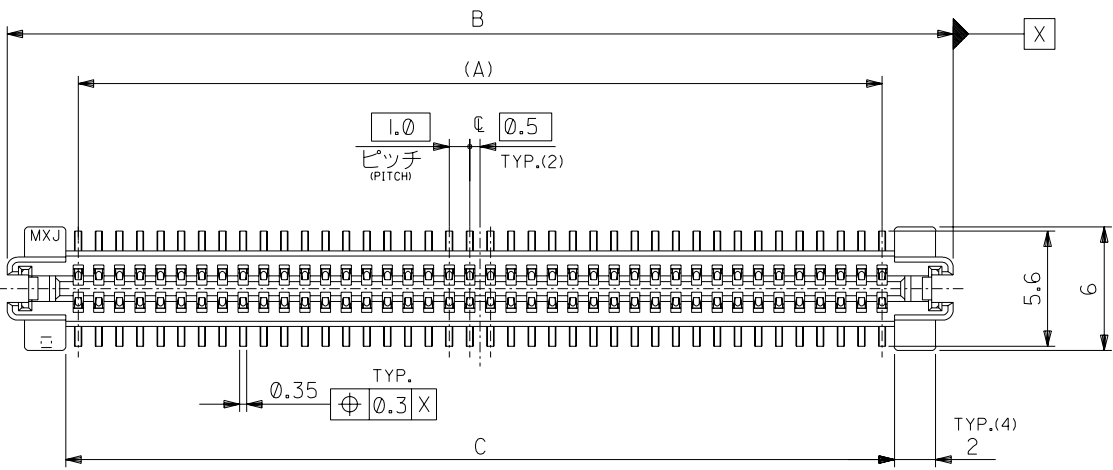 B
X
(A)
1.0
℄
0.5
ピッチ
(PITCH)
TYP.(2)
MXJ
5.6
6
TYP.
0.35
⌖ 0.3 X
TYP.(4)
C
2